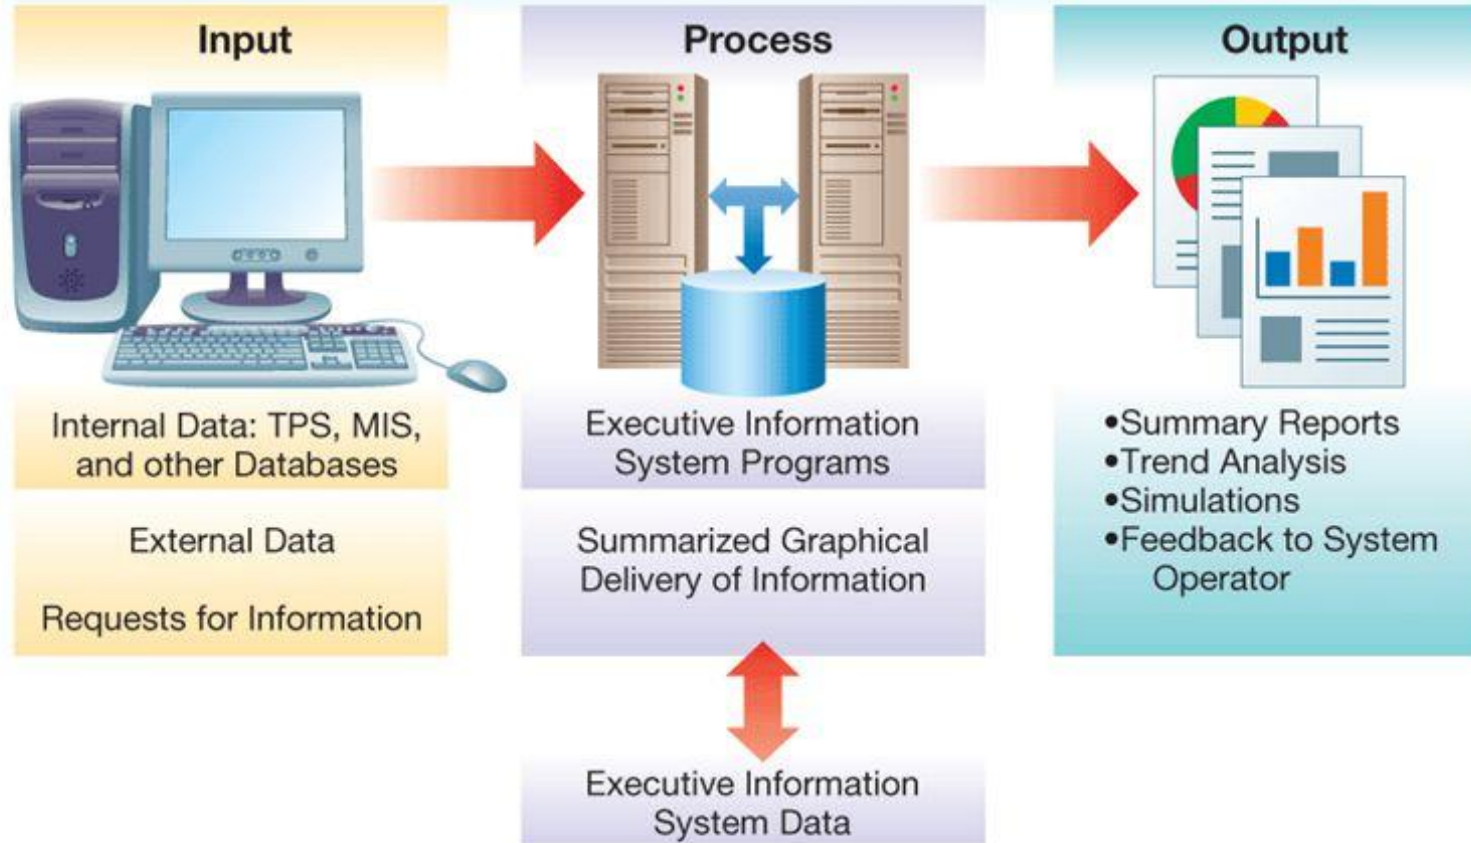 Input
Internal Data: TPS, MIS,
and other Databases
External Data
Requests for Information
Process
Executive Information
System Programs
Summarized Graphical
Delivery of Information
Executive Information
System Data
Output
•Summary Reports
•Trend Analysis
•Simulations
•Feedback to System
Operator